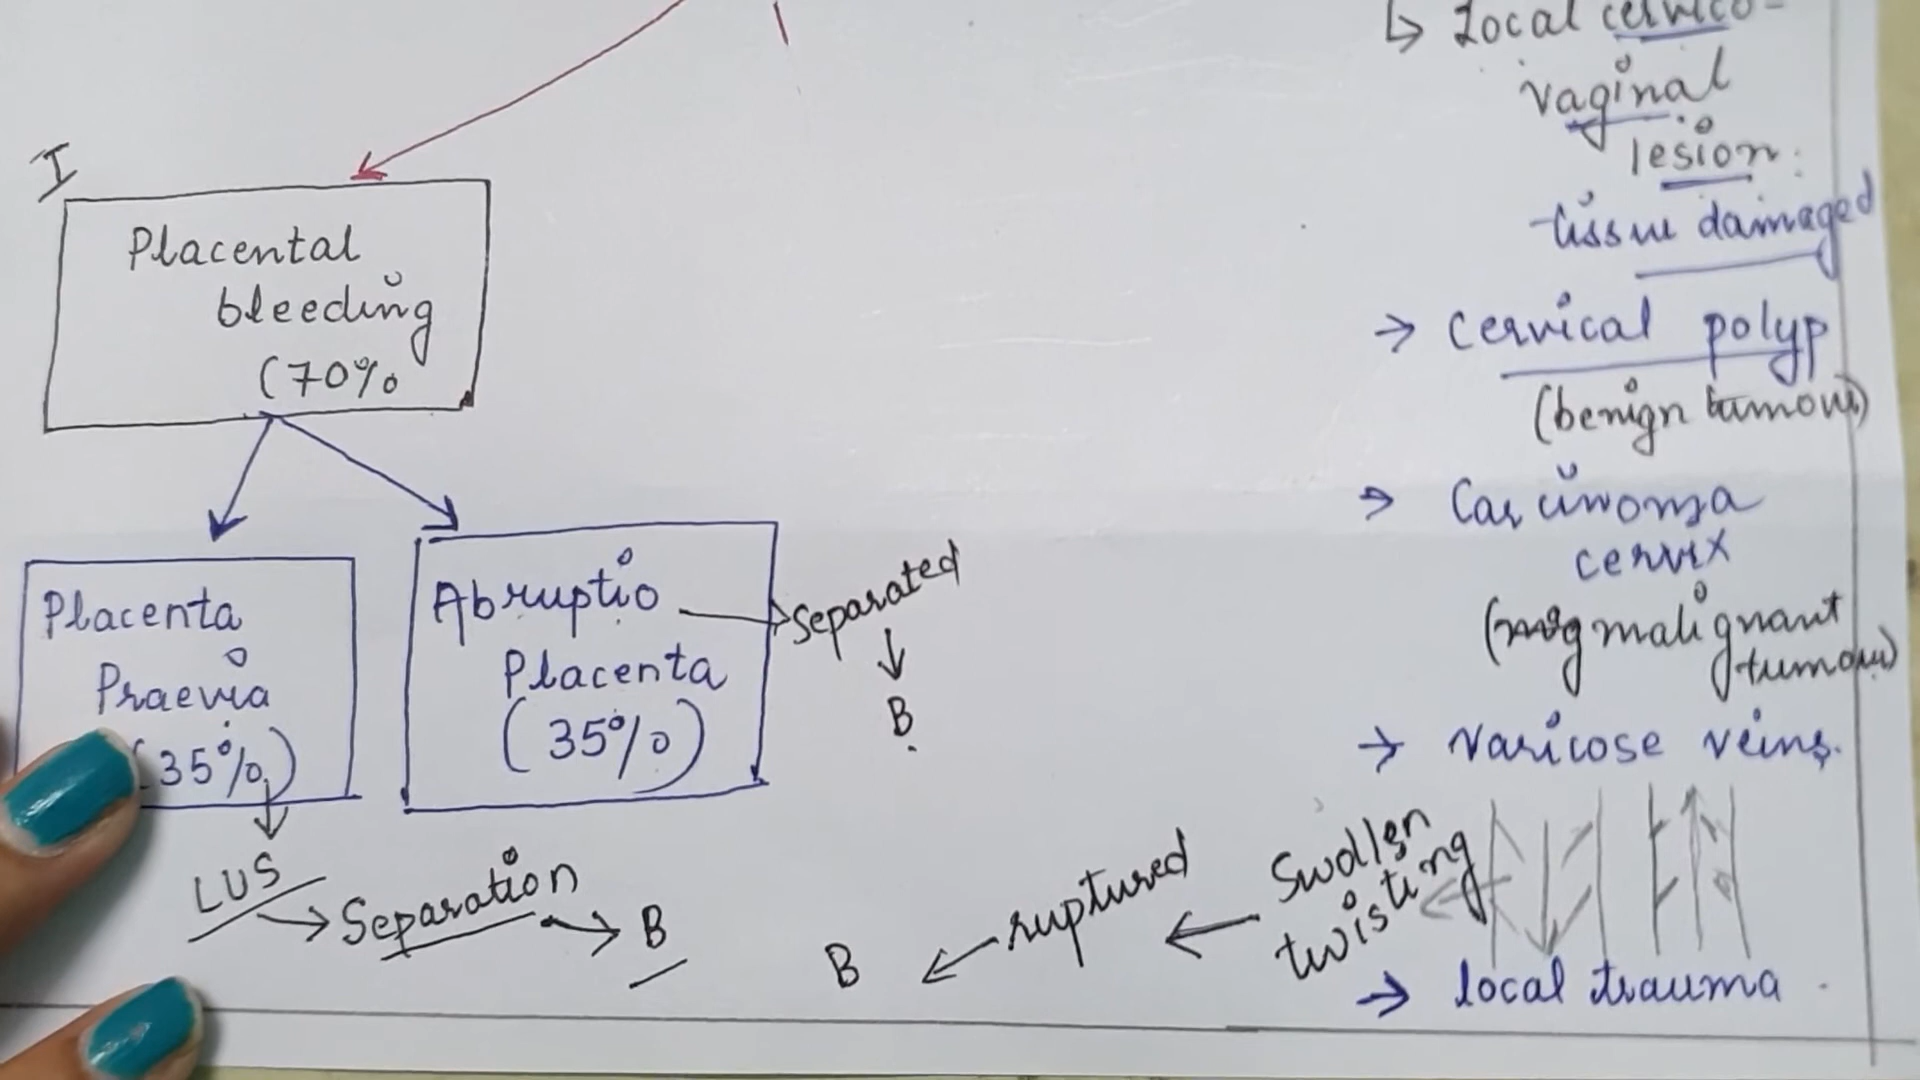 ↳ Local cervico-
vaginal
lesion.
tissue damaged
→ Cervical polyp
(benign tumour)
→ Carcinoma
cervix
(malignant
tumour)
→ Varicose veins.
Swollen
twisting
← ruptured
← B
→ local trauma
I
Placental
bleeding
(70%
Placenta
Praevia
(35%)
Abruptio
Placenta
(35%)
→ Separated
↓
B
LUS
→ Separation → B